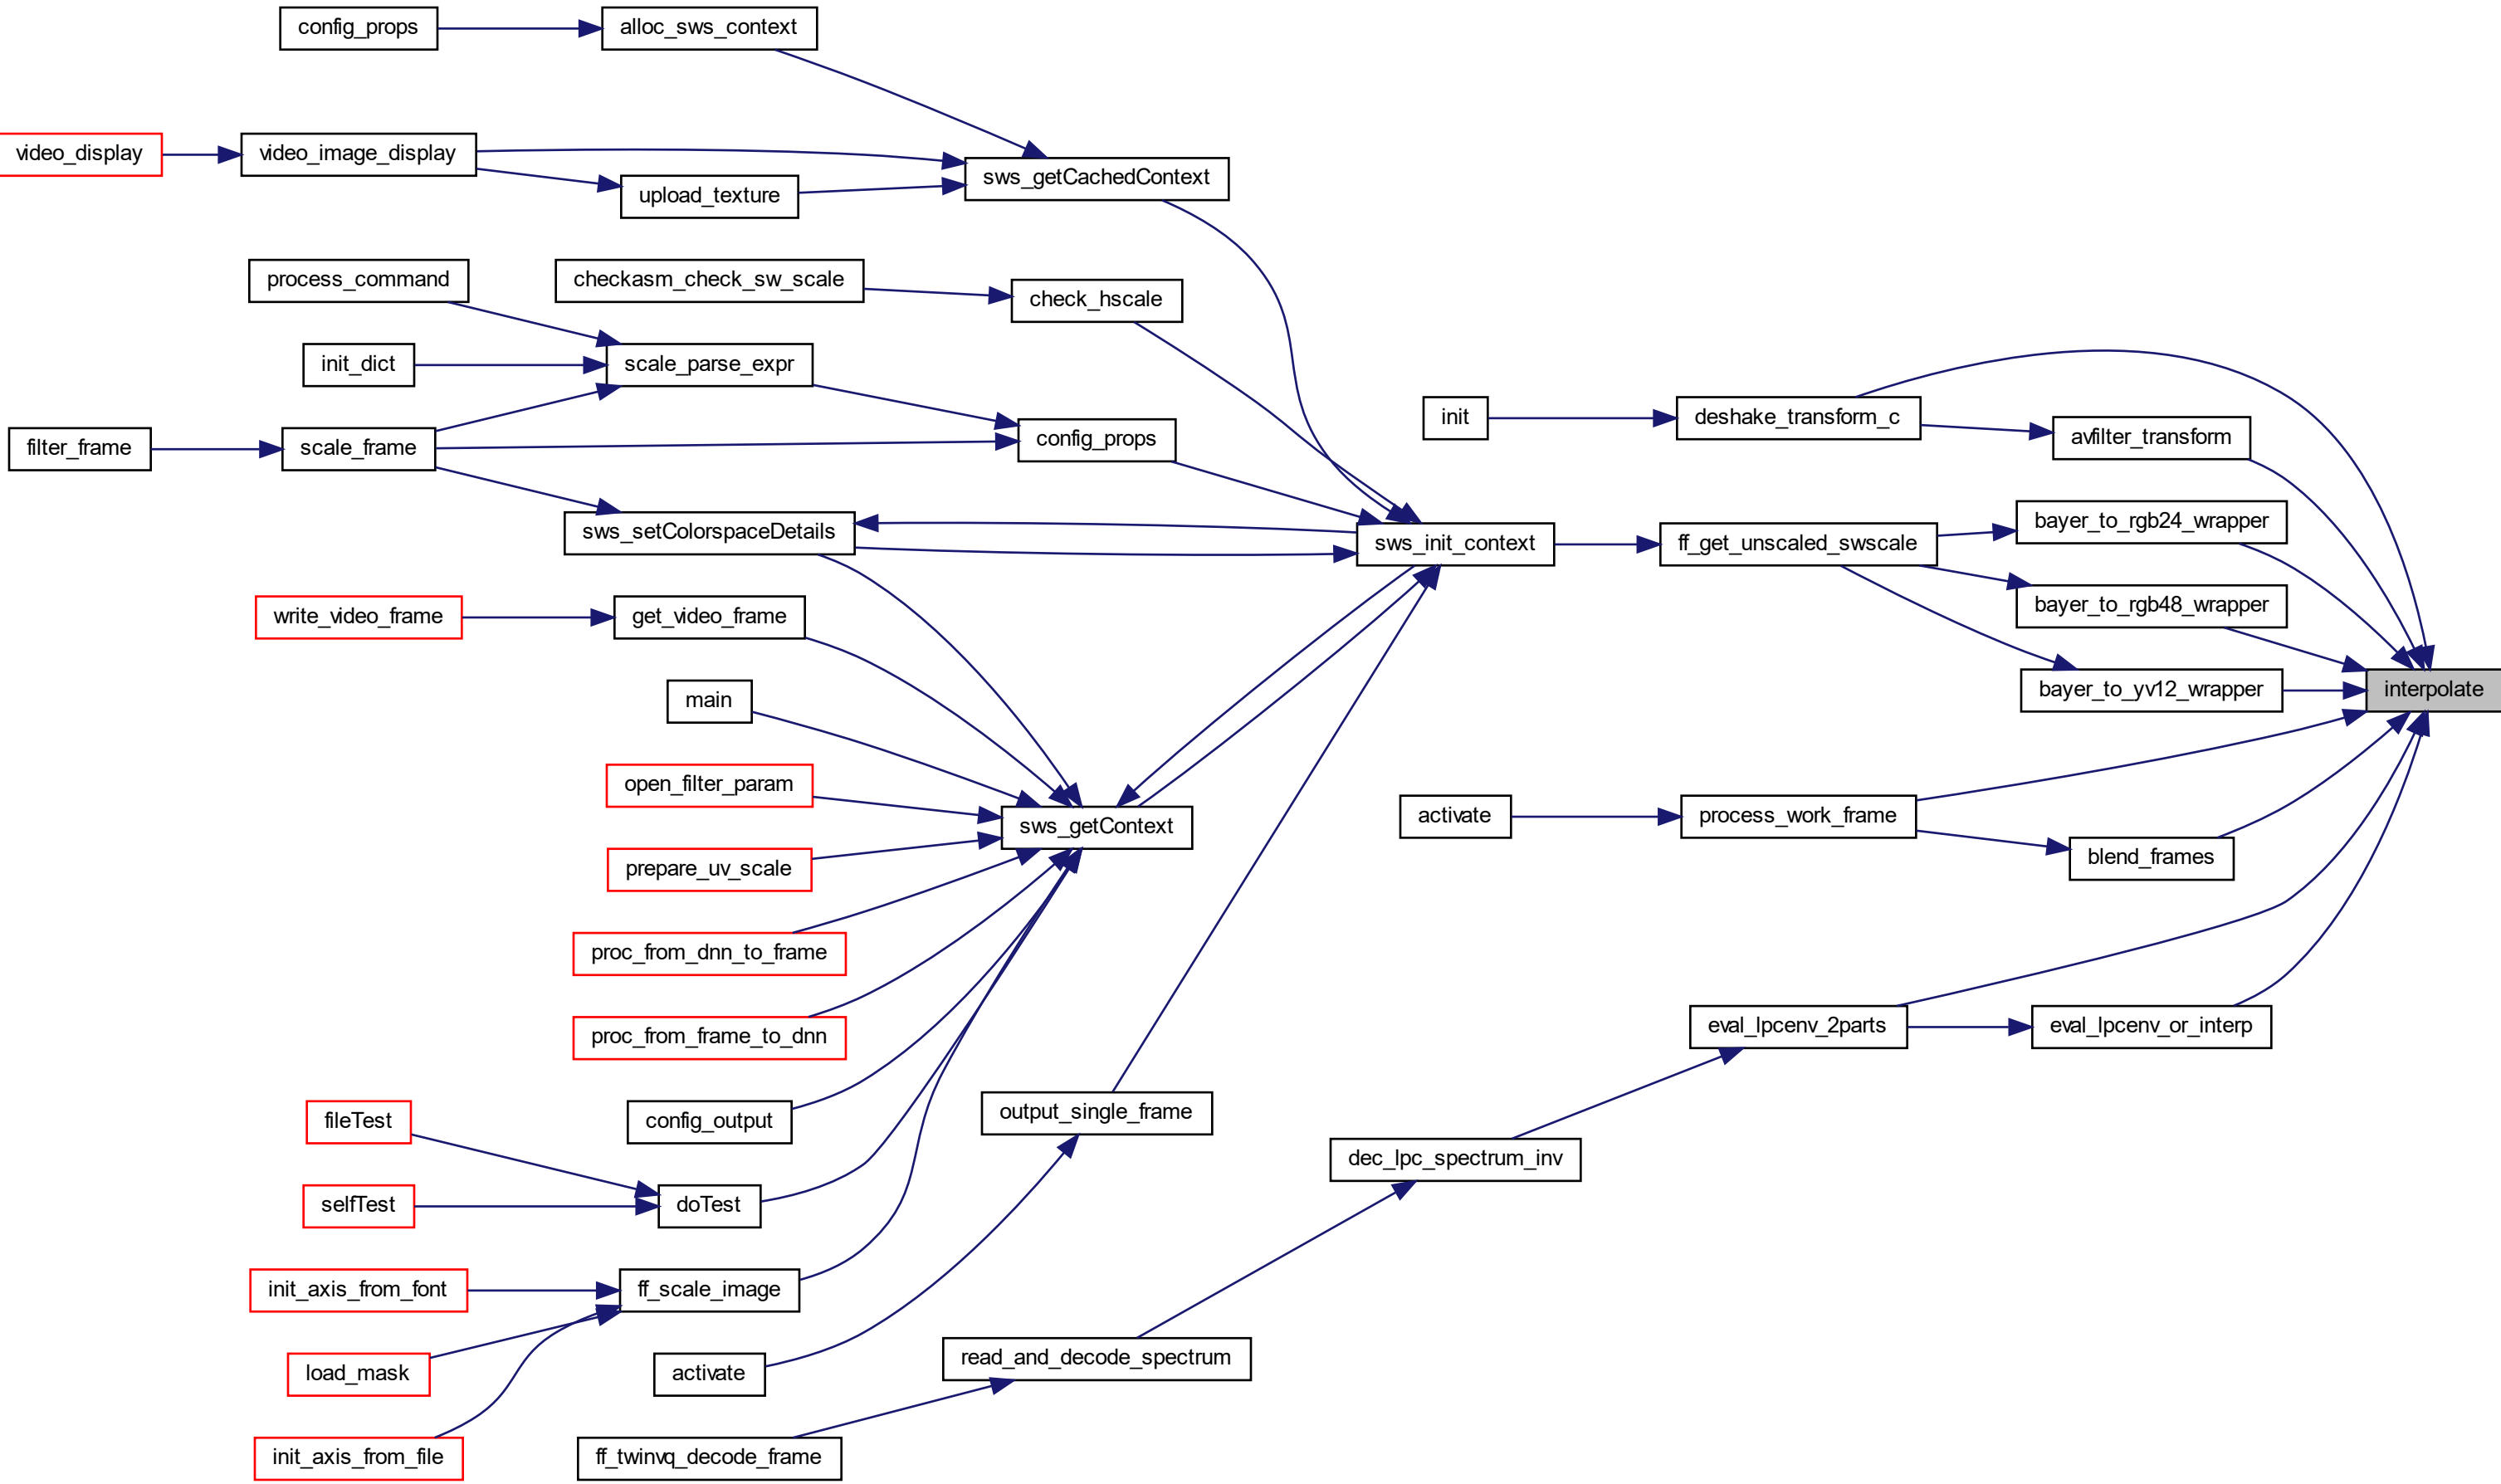 config_props
alloc_sws_context
video_display
video_image_display
upload_texture
sws_getCachedContext
process_command
checkasm_check_sw_scale
check_hscale
init_dict
scale_parse_expr
init
deshake_transform_c
avfilter_transform
filter_frame
scale_frame
config_props
sws_setColorspaceDetails
sws_init_context
ff_get_unscaled_swscale
bayer_to_rgb24_wrapper
bayer_to_rgb48_wrapper
write_video_frame
get_video_frame
bayer_to_yv12_wrapper
interpolate
main
open_filter_param
sws_getContext
activate
process_work_frame
blend_frames
prepare_uv_scale
proc_from_dnn_to_frame
proc_from_frame_to_dnn
eval_lpcenv_2parts
eval_lpcenv_or_interp
fileTest
config_output
output_single_frame
dec_lpc_spectrum_inv
selfTest
doTest
init_axis_from_font
ff_scale_image
load_mask
activate
read_and_decode_spectrum
init_axis_from_file
ff_twinvq_decode_frame